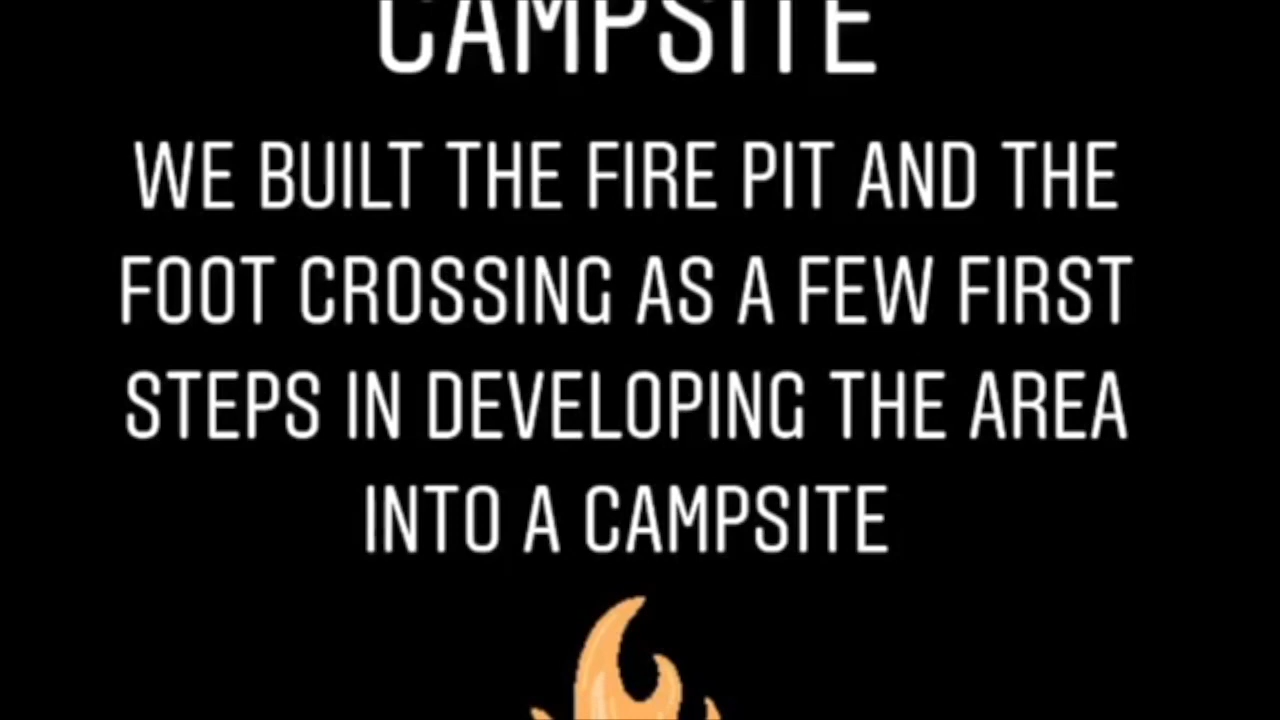 CAMPSITE
WE BUILT THE FIRE PIT AND THE
FOOT CROSSING AS A FEW FIRST
STEPS IN DEVELOPING THE AREA
INTO A CAMPSITE